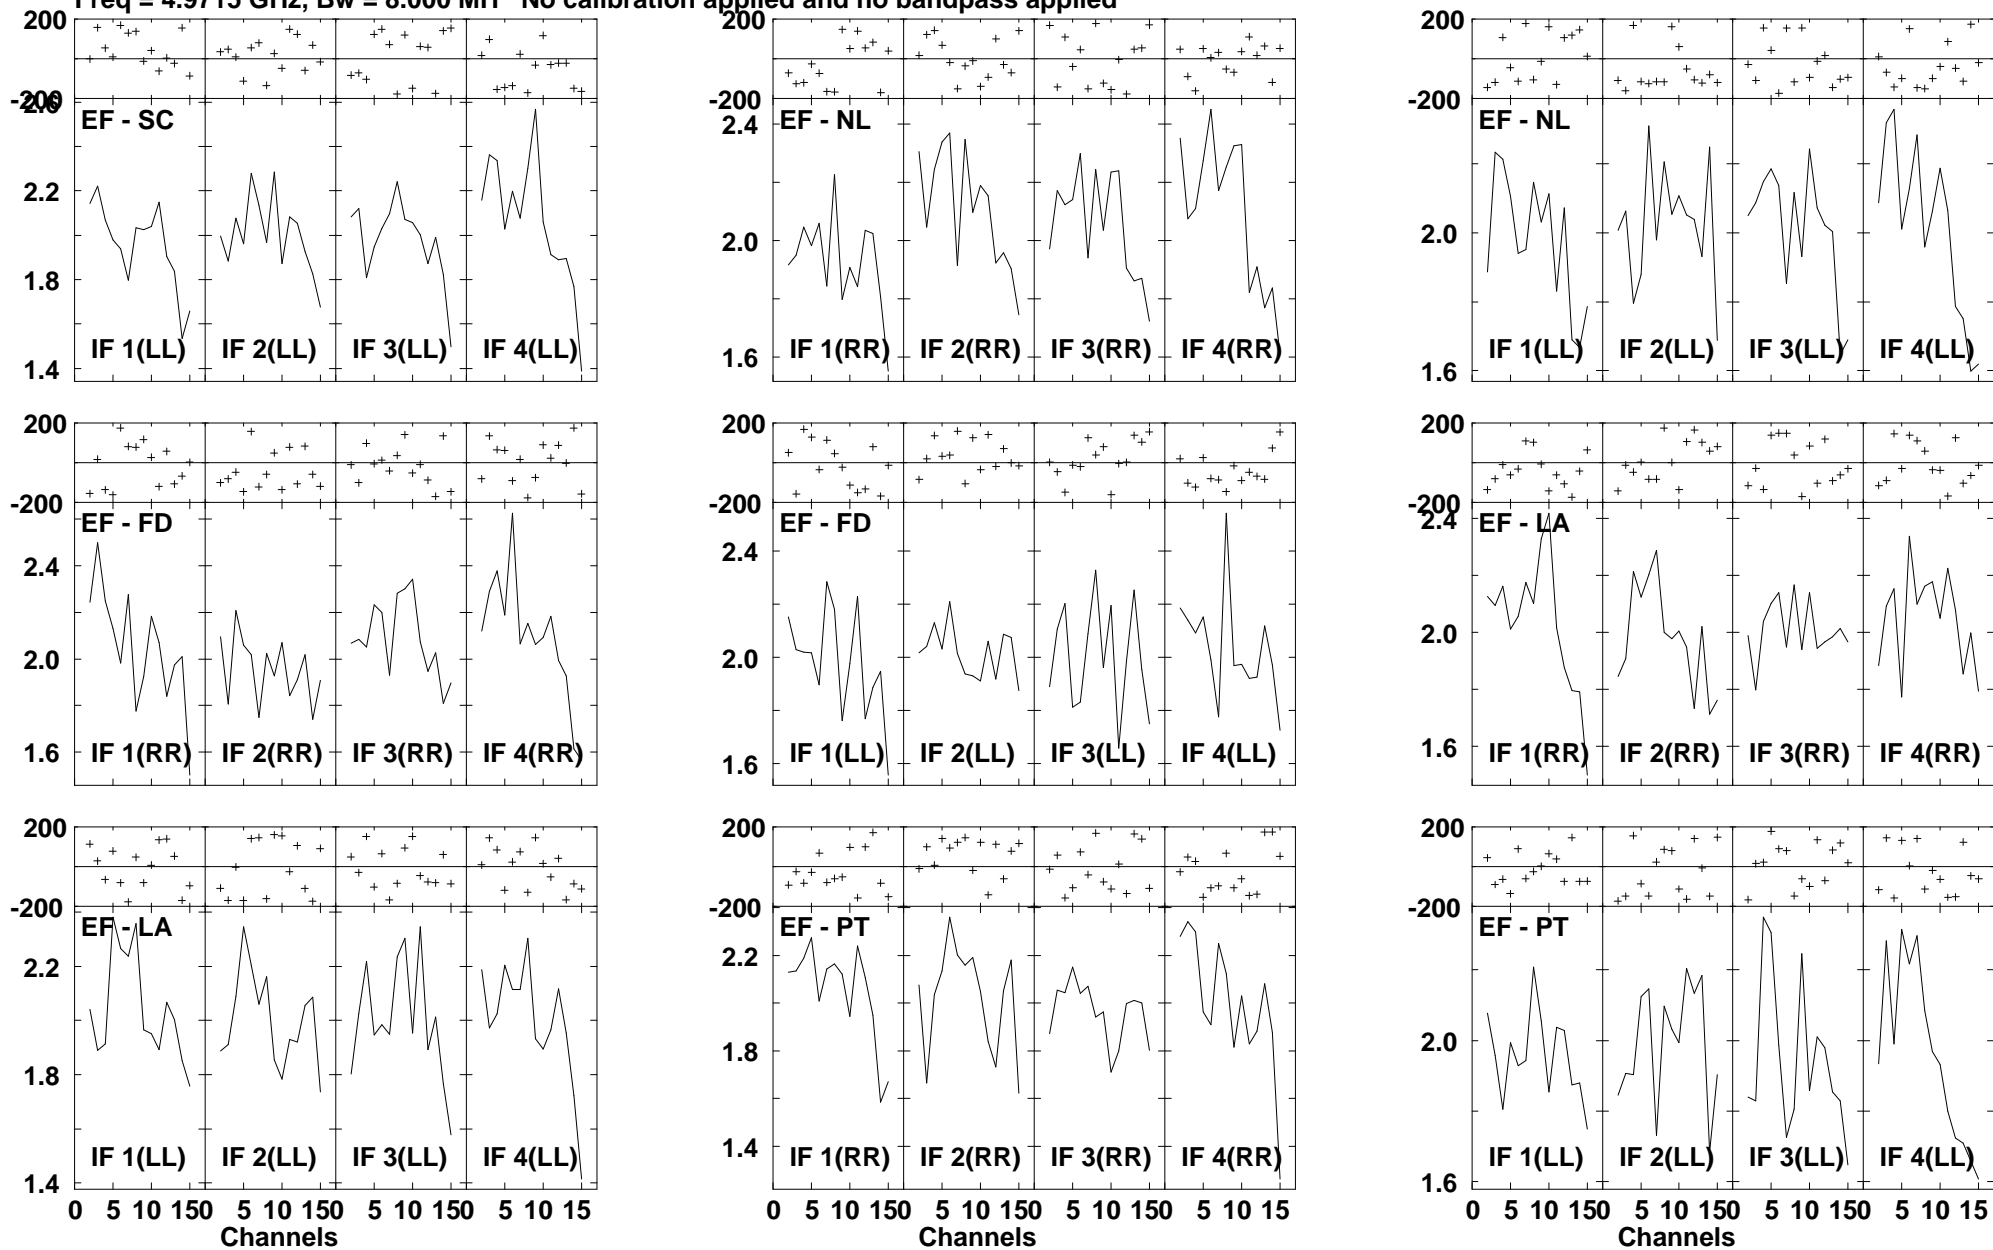 Freq = 4.9715 GHz, Bw = 8.000 MH No calibration applied and no bandpass applied
200 200 200
-200 -200 -200
2.6
EF - SC EF - NL EF - NL
2.4
2.2
2.0 2.0
1.8
1.6 1.6
1.4
IF 1(LL) IF 2(LL) IF 3(LL) IF 4(LL) IF 1(RR) IF 2(RR) IF 3(RR) IF 4(RR) IF 1(LL) IF 2(LL) IF 3(LL) IF 4(LL)
200 200 200
-200 -200 -200
EF - FD EF - FD EF - LA
2.4 2.4 2.4
2.0 2.0 2.0
1.6 1.6 1.6
IF 1(RR) IF 2(RR) IF 3(RR) IF 4(RR) IF 1(LL) IF 2(LL) IF 3(LL) IF 4(LL) IF 1(RR) IF 2(RR) IF 3(RR) IF 4(RR)
200 200 200
-200 -200 -200
EF - LA EF - PT EF - PT
2.2 2.2
2.0
1.8 1.8
1.4 1.4 1.6
IF 1(LL) IF 2(LL) IF 3(LL) IF 4(LL) IF 1(RR) IF 2(RR) IF 3(RR) IF 4(RR) IF 1(LL) IF 2(LL) IF 3(LL) IF 4(LL)
0 5 10 150 5 10 150 5 10 150 5 10 15 0 5 10 150 5 10 150 5 10 150 5 10 15 0 5 10 150 5 10 150 5 10 150 5 10 15
Channels Channels Channels